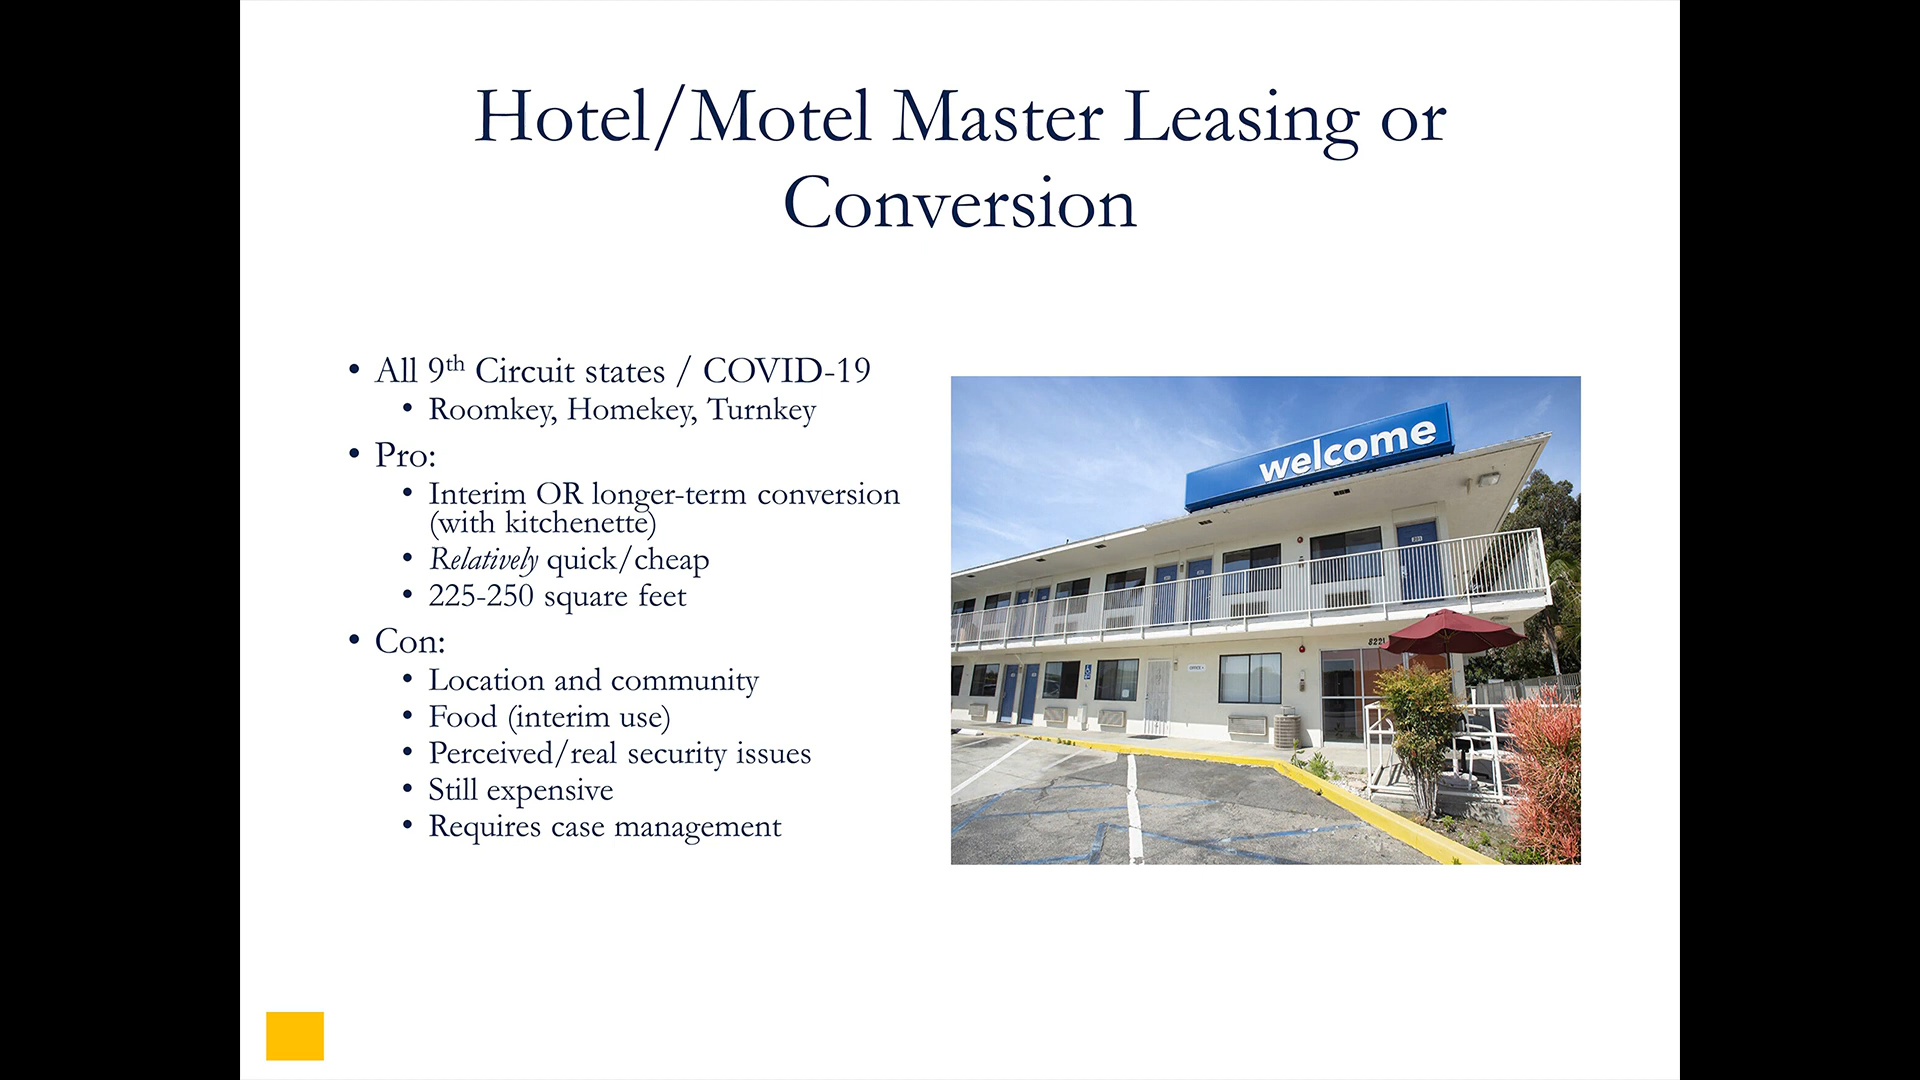 Hotel/Motel Master Leasing or
Conversion
• All 9th Circuit states / COVID-19
• Roomkey, Homekey, Turnkey
• Pro:
• Interim OR longer-term conversion
(with kitchenette)
• Relatively quick/cheap
• 225-250 square feet
• Con:
• Location and community
• Food (interim use)
• Perceived/real security issues
• Still expensive
• Requires case management
welcome
8221